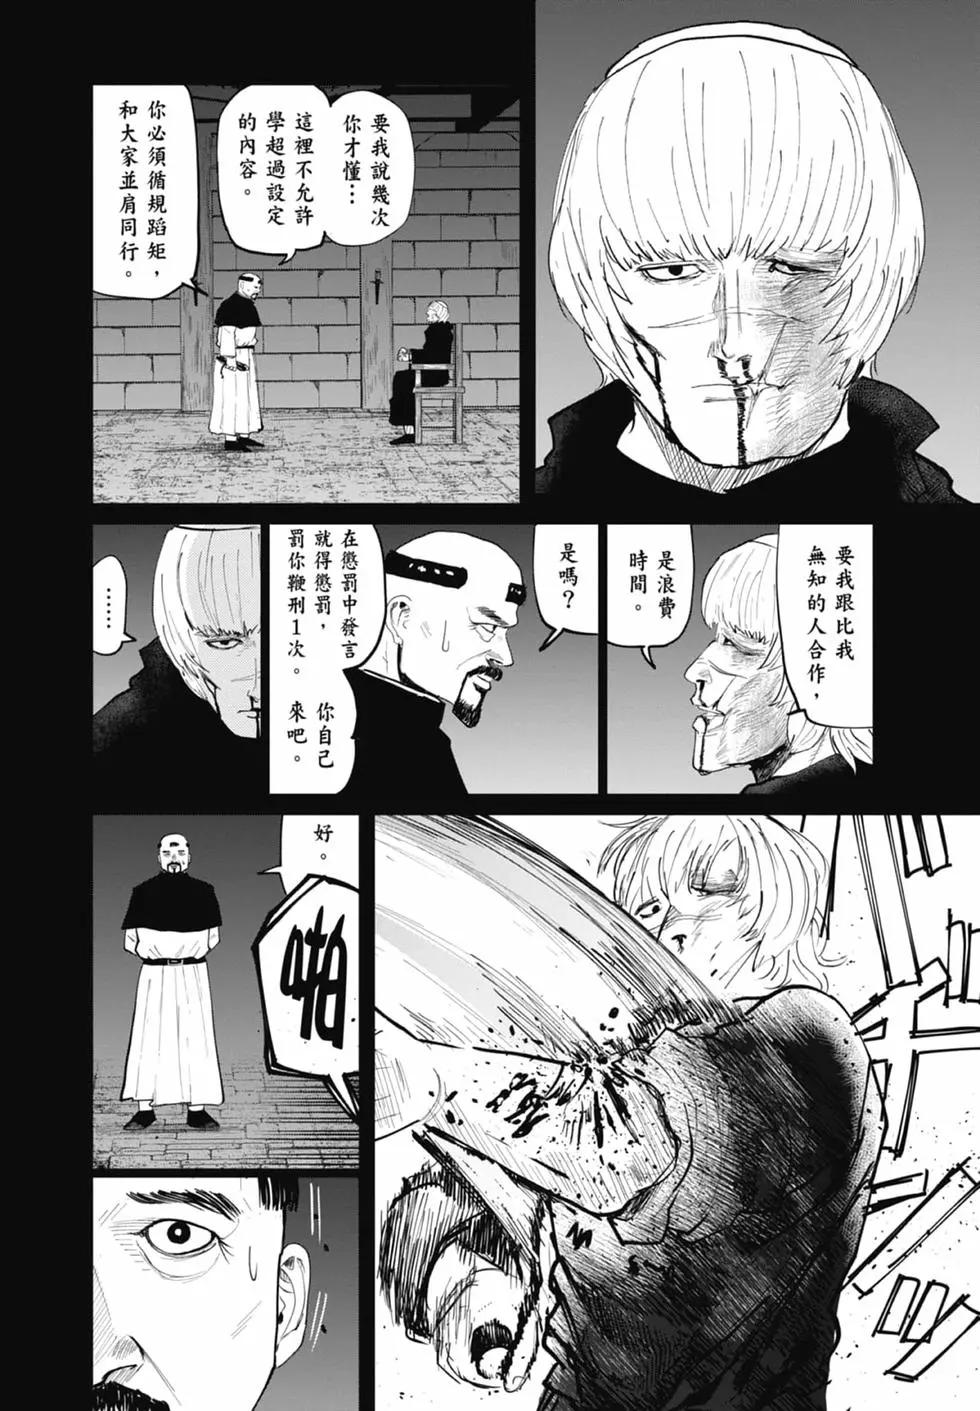 要我說幾次
你才懂…
這裡不允許
學超過設定
的內容。
你必須循規蹈矩，
和大家並肩同行。
要我跟比我
無知的人合作，
是浪費
時間。
是嗎？
在懲罰中發言
就得懲罰，
罰你鞭刑1次。
你自己
來吧。
……
好。
啪